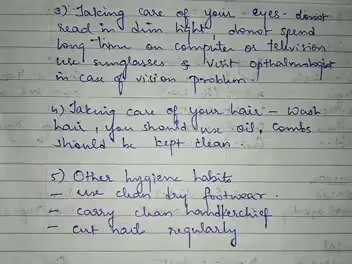 3) Taking care of your eyes - donot
read in dim light, donot spend
long time on computer or television
use sunglasses & visit opthalmologist
in case of vision problem.
4) Taking care of your hair - wash
hair, you should use oil, combs
should be kept clean.
5) Other hygiene habits
- use clean dry footwear.
- carry clean handkerchief
- cut nails regularly